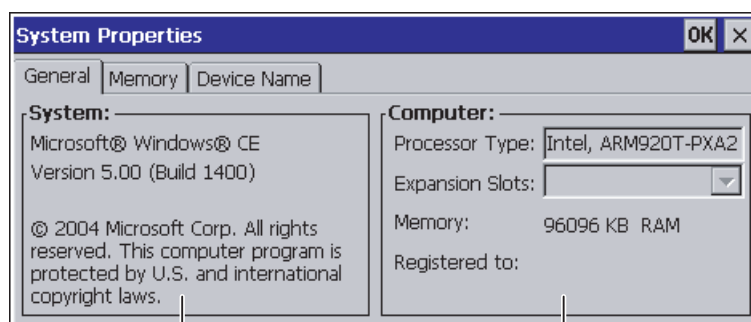 System Properties OK ×
General Memory Device Name
System:
Microsoft® Windows® CE
Version 5.00 (Build 1400)
© 2004 Microsoft Corp. All rights
reserved. This computer program is
protected by U.S. and international
copyright laws.
Computer:
Processor Type: Intel, ARM920T-PXA2
Expansion Slots:
Memory: 96096 KB RAM
Registered to: